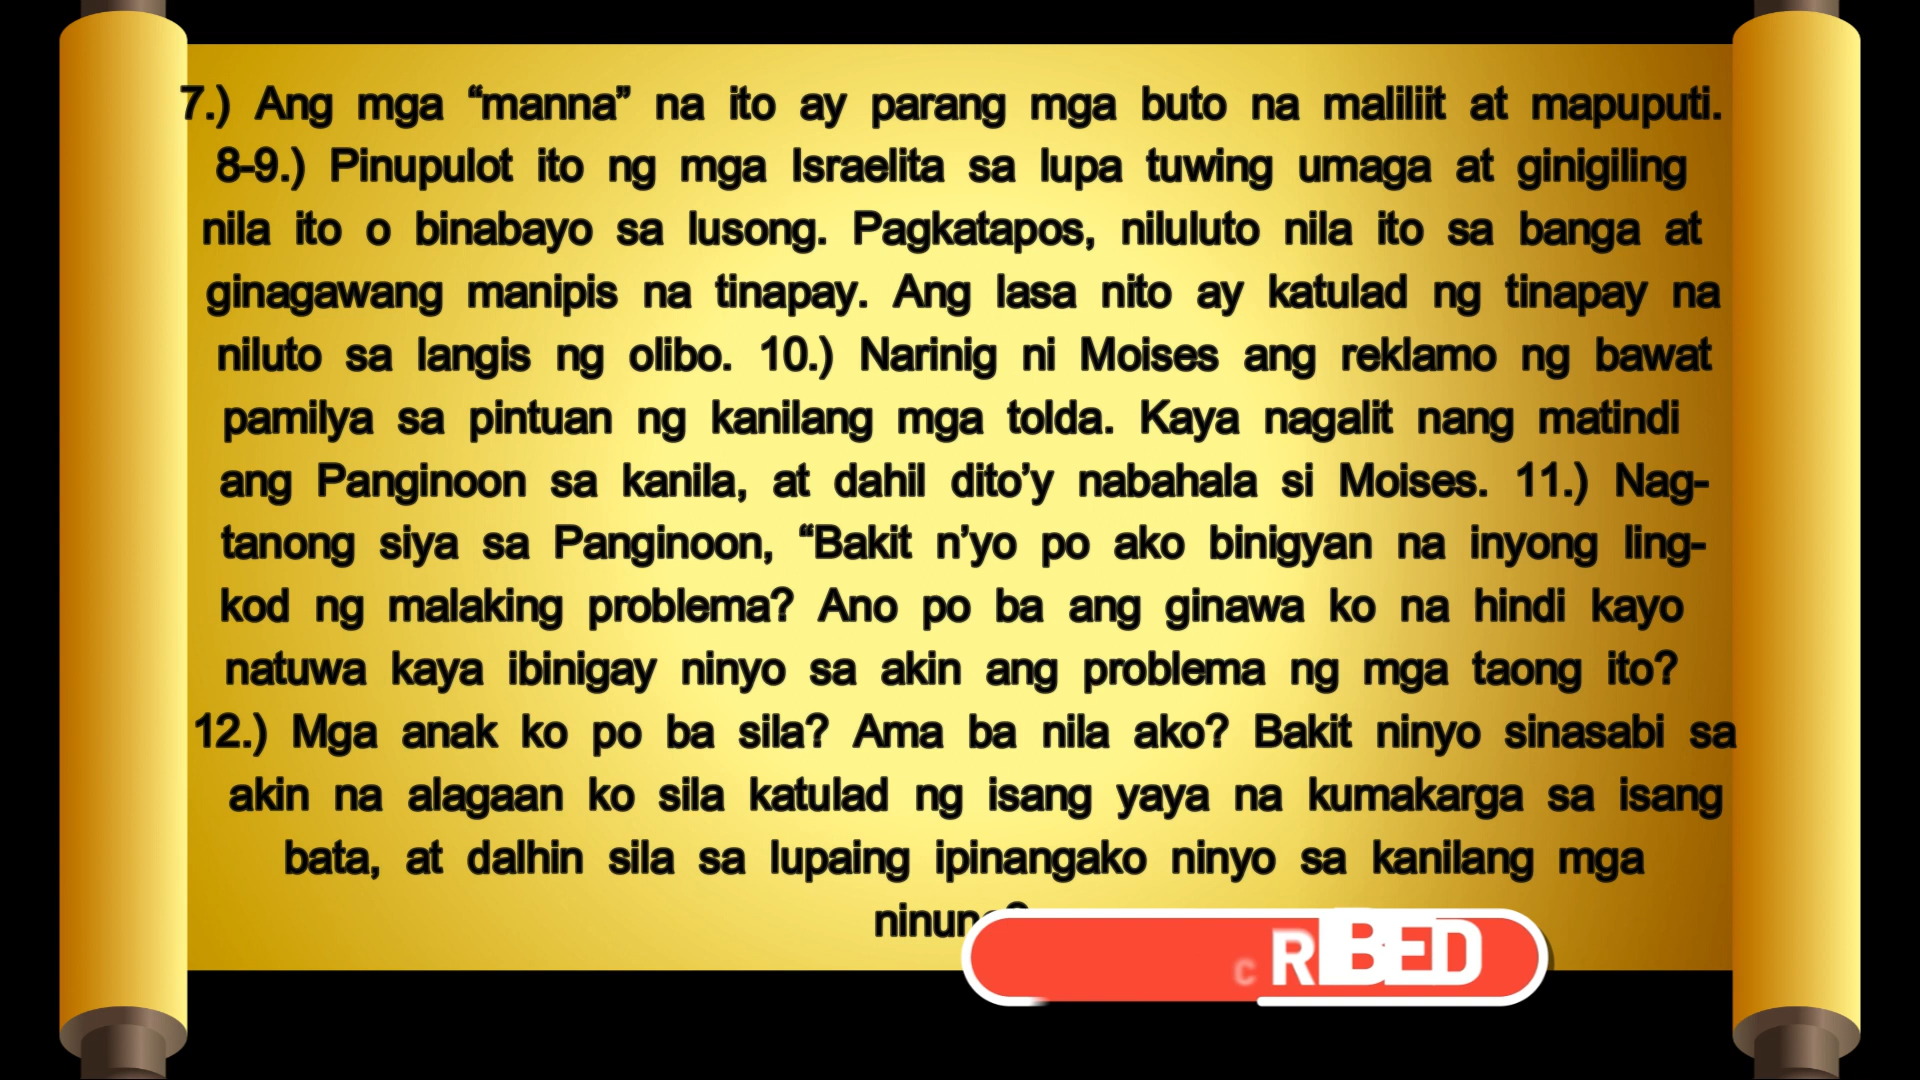 7.) Ang mga “manna” na ito ay parang mga buto na maliliit at mapuputi.
8-9.) Pinupulot ito ng mga Israelita sa lupa tuwing umaga at ginigiling
nila ito o binabayo sa lusong. Pagkatapos, niluluto nila ito sa banga at
ginagawang manipis na tinapay. Ang lasa nito ay katulad ng tinapay na
niluto sa langis ng olibo. 10.) Narinig ni Moises ang reklamo ng bawat
pamilya sa pintuan ng kanilang mga tolda. Kaya nagalit nang matindi
ang Panginoon sa kanila, at dahil dito’y nabahala si Moises. 11.) Nag-
tanong siya sa Panginoon, “Bakit n’yo po ako binigyan na inyong ling-
kod ng malaking problema? Ano po ba ang ginawa ko na hindi kayo
natuwa kaya ibinigay ninyo sa akin ang problema ng mga taong ito?
12.) Mga anak ko po ba sila? Ama ba nila ako? Bakit ninyo sinasabi sa
akin na alagaan ko sila katulad ng isang yaya na kumakarga sa isang
bata, at dalhin sila sa lupaing ipinangako ninyo sa kanilang mga